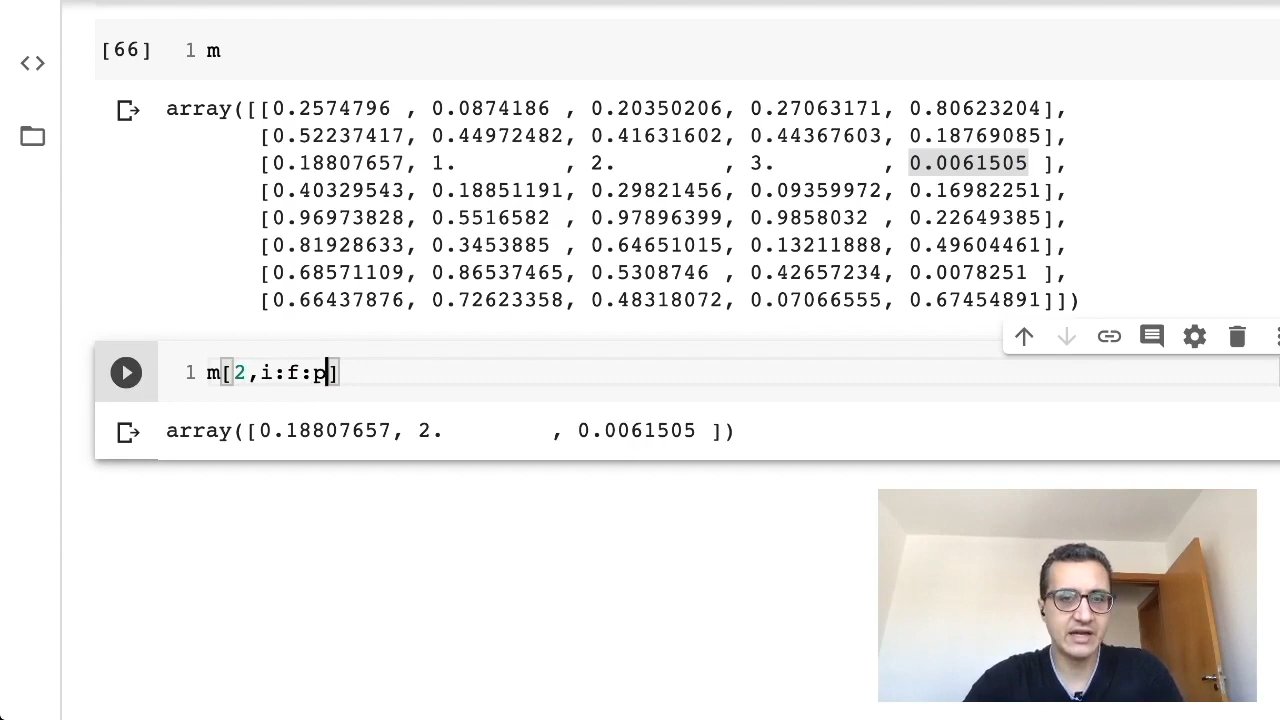 [66] 1 m
array([[0.2574796 , 0.0874186 , 0.20350206, 0.27063171, 0.80623204],
[0.52237417, 0.44972482, 0.41631602, 0.44367603, 0.18769085],
[0.18807657, 1.        , 2.        , 3.        , 0.0061505 ],
[0.40329543, 0.18851191, 0.29821456, 0.09359972, 0.16982251],
[0.96973828, 0.5516582 , 0.97896399, 0.9858032 , 0.22649385],
[0.81928633, 0.3453885 , 0.64651015, 0.13211888, 0.49604461],
[0.68571109, 0.86537465, 0.5308746 , 0.42657234, 0.0078251 ],
[0.66437876, 0.72623358, 0.48318072, 0.07066555, 0.67454891]])
1 m[2,i:f:p]
array([0.18807657, 2.        , 0.0061505 ])